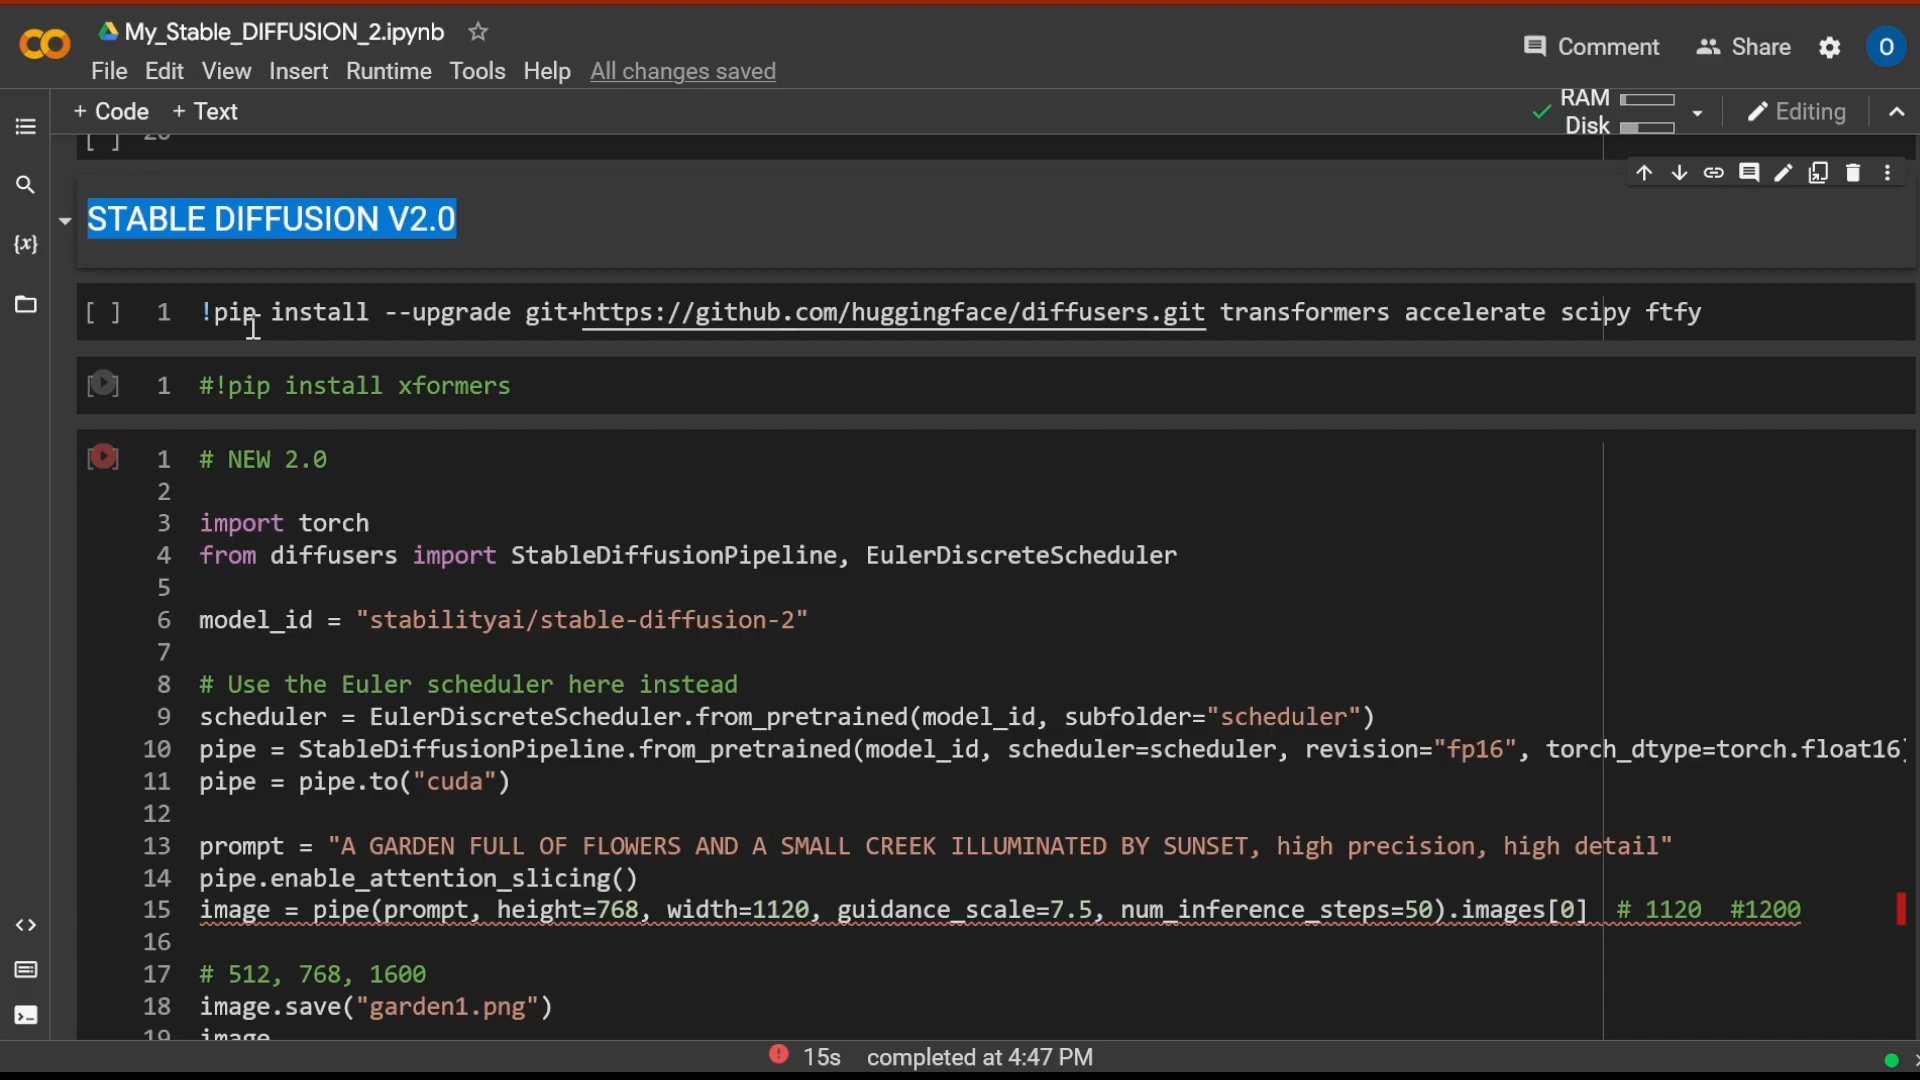 My_Stable_DIFFUSION_2.ipynb
Comment Share O
File Edit View Insert Runtime Tools Help All changes saved
+ Code + Text
RAM
Disk
Editing
[ ]
STABLE DIFFUSION V2.0
{x}
[ ] 1 !pip install --upgrade git+https://github.com/huggingface/diffusers.git transformers accelerate scipy ftfy
1 #!pip install xformers
1 # NEW 2.0
2
3 import torch
4 from diffusers import StableDiffusionPipeline, EulerDiscreteScheduler
5
6 model_id = "stabilityai/stable-diffusion-2"
7
8 # Use the Euler scheduler here instead
9 scheduler = EulerDiscreteScheduler.from_pretrained(model_id, subfolder="scheduler")
10 pipe = StableDiffusionPipeline.from_pretrained(model_id, scheduler=scheduler, revision="fp16", torch_dtype=torch.float16)
11 pipe = pipe.to("cuda")
12
13 prompt = "A GARDEN FULL OF FLOWERS AND A SMALL CREEK ILLUMINATED BY SUNSET, high precision, high detail"
14 pipe.enable_attention_slicing()
15 image = pipe(prompt, height=768, width=1120, guidance_scale=7.5, num_inference_steps=50).images[0] # 1120 #1200
16
17 # 512, 768, 1600
18 image.save("garden1.png")
19 image
15s completed at 4:47 PM